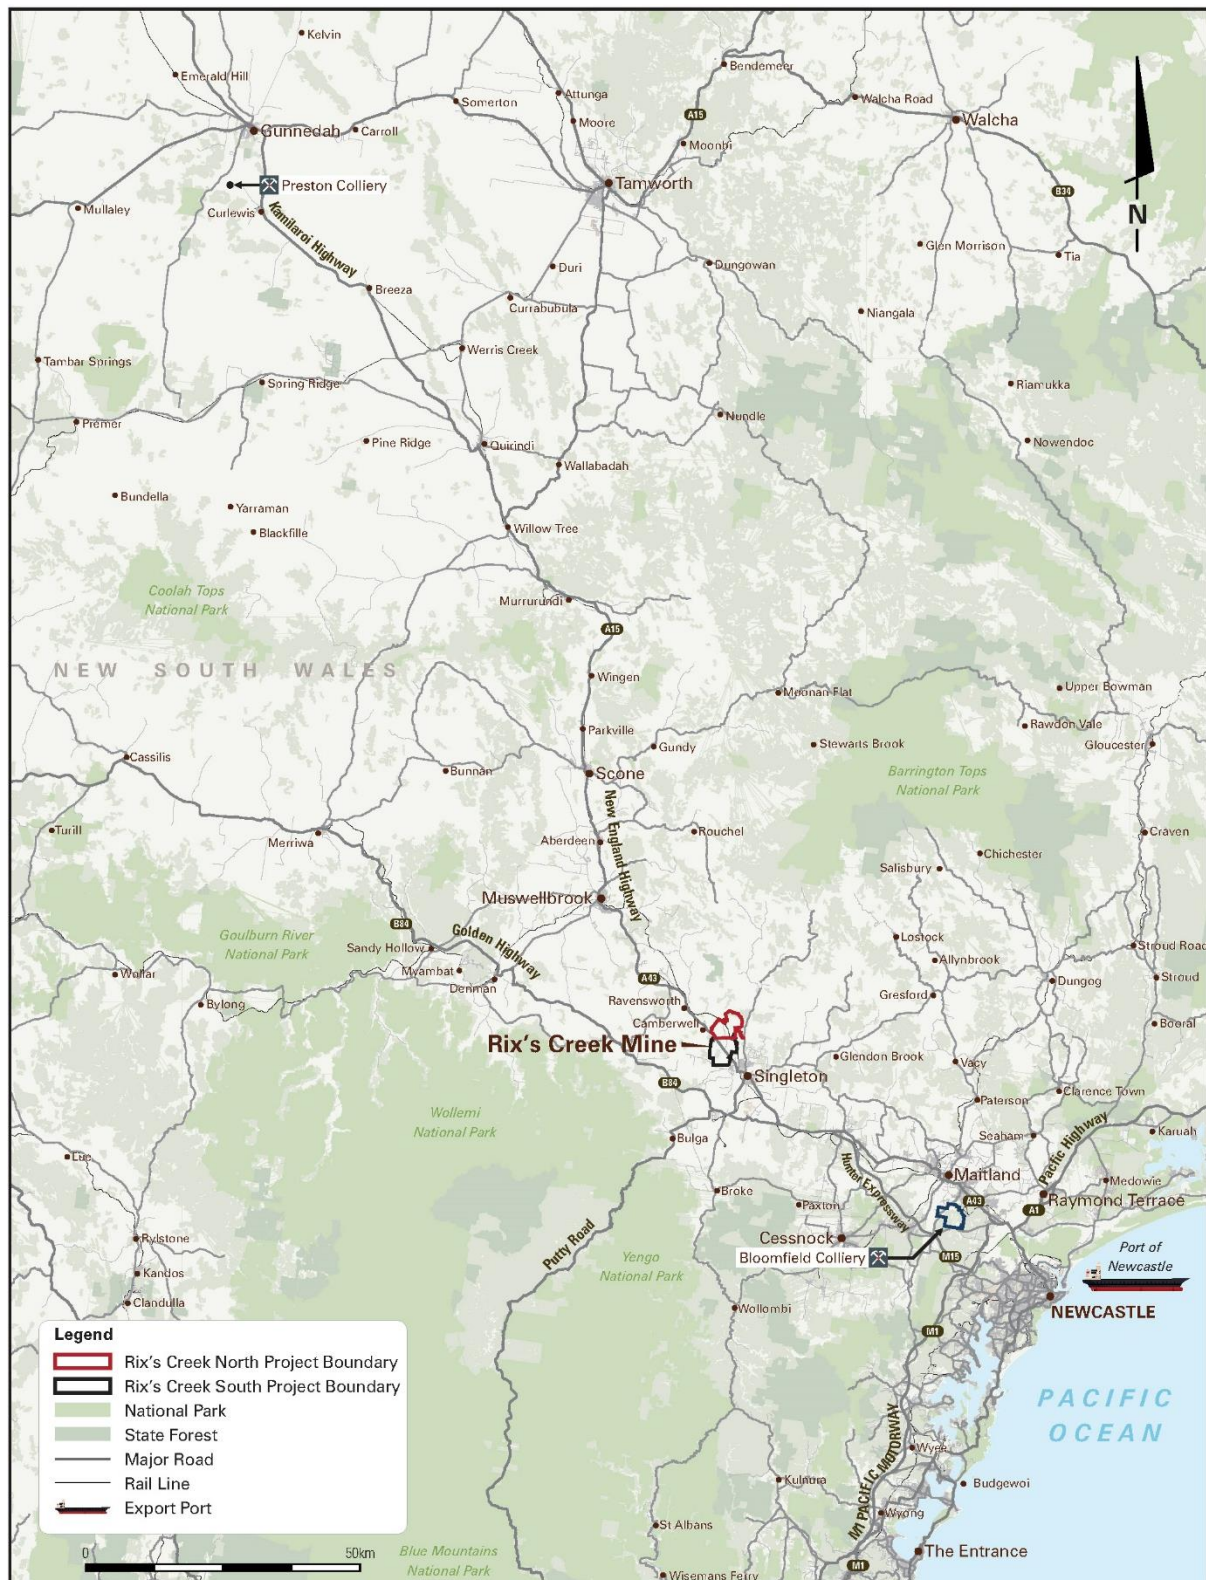 Kelvin
Emerald Hill
Bendemeer
Attunga
Somerton
Walcha Road
A15
Moore
Walcha
Gunnedah
Carroll
Moonbi
Preston Colliery
Tamworth
B34
Mullaley
Curlewis
N
Kamilaroi Highway
Glen Morrison
Tia
Duri
Dungowan
Breeza
Currabubula
Niangala
Werris Creek
Tambar Springs
Spring Ridge
Riamukka
Nundle
Premer
Pine Ridge
Quirindi
Nowendoc
Wallabadah
Bundella
Yarraman
Willow Tree
Blackfille
Coolah Tops
National Park
Murrurundi
A15
NEW SOUTH WALES
Wingen
Moonan Flat
Upper Bowman
Parkville
Rawdon Vale
Gundy
Stewarts Brook
Gloucester
Cassilis
Bunnan
Scone
Barrington Tops
National Park
New England Highway
Turill
Merriwa
Aberdeen
Rouchel
Craven
Chichester
Salisbury
Muswellbrook
B84
Golden Highway
Goulburn River
National Park
Sandy Hollow
Lostock
Stroud Road
Wollar
Myambat
Denman
A43
Allynbrook
Dungog
Stroud
Bylong
Ravensworth
Gresford
Camberwell
Booral
Rix's Creek Mine
Glendon Brook
Vacy
Singleton
B84
Clarence Town
Paterson
Wollemi
National Park
Bulga
Seaham
Pacfic Highway
Karuah
Lue
Hunter Expressway
Maitland
Medowie
Broke
Paxton
A43
Raymond Terrace
A1
Putty Road
Rylstone
Cessnock
Yengo
National Park
Bloomfield Colliery
M15
Port of
Newcastle
Kandos
Clandulla
Wollombi
NEWCASTLE
M1
Legend
Rix's Creek North Project Boundary
Rix's Creek South Project Boundary
National Park
State Forest
Major Road
Rail Line
Export Port
PACIFIC
OCEAN
M1 PACIFIC MOTORWAY
Wyee
Kulnura
Budgewoi
Wyong
St Albans
0
50km
Blue Mountains
National Park
The Entrance
M1
Wisemans Ferry